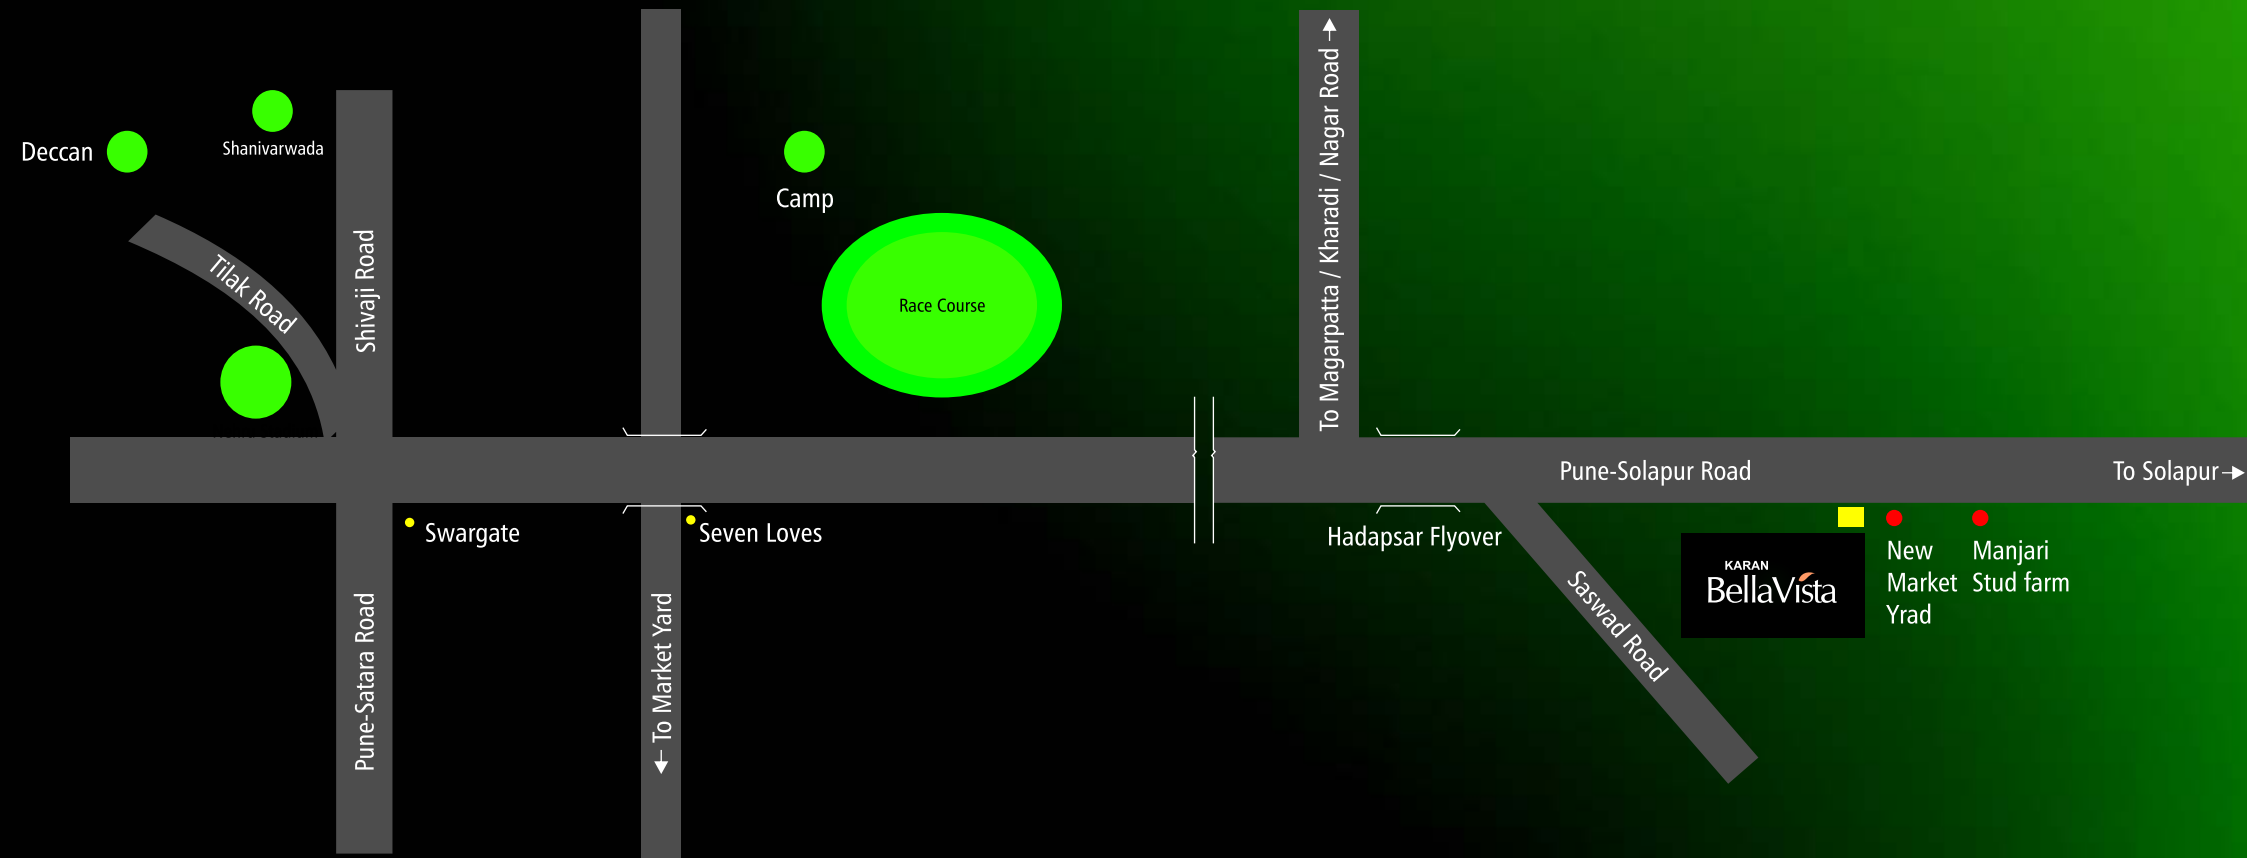 Deccan
Shanivarwada
Camp
Tilak Road
Shivaji Road
Race Course
To Magarpatta / Kharadi / Nagar Road
Pune-Solapur Road
To Solapur
Swargate
Seven Loves
Hadapsar Flyover
Pune-Satara Road
To Market Yard
Saswad Road
KARAN
BellaVista
New
Market
Yrad
Manjari
Stud farm